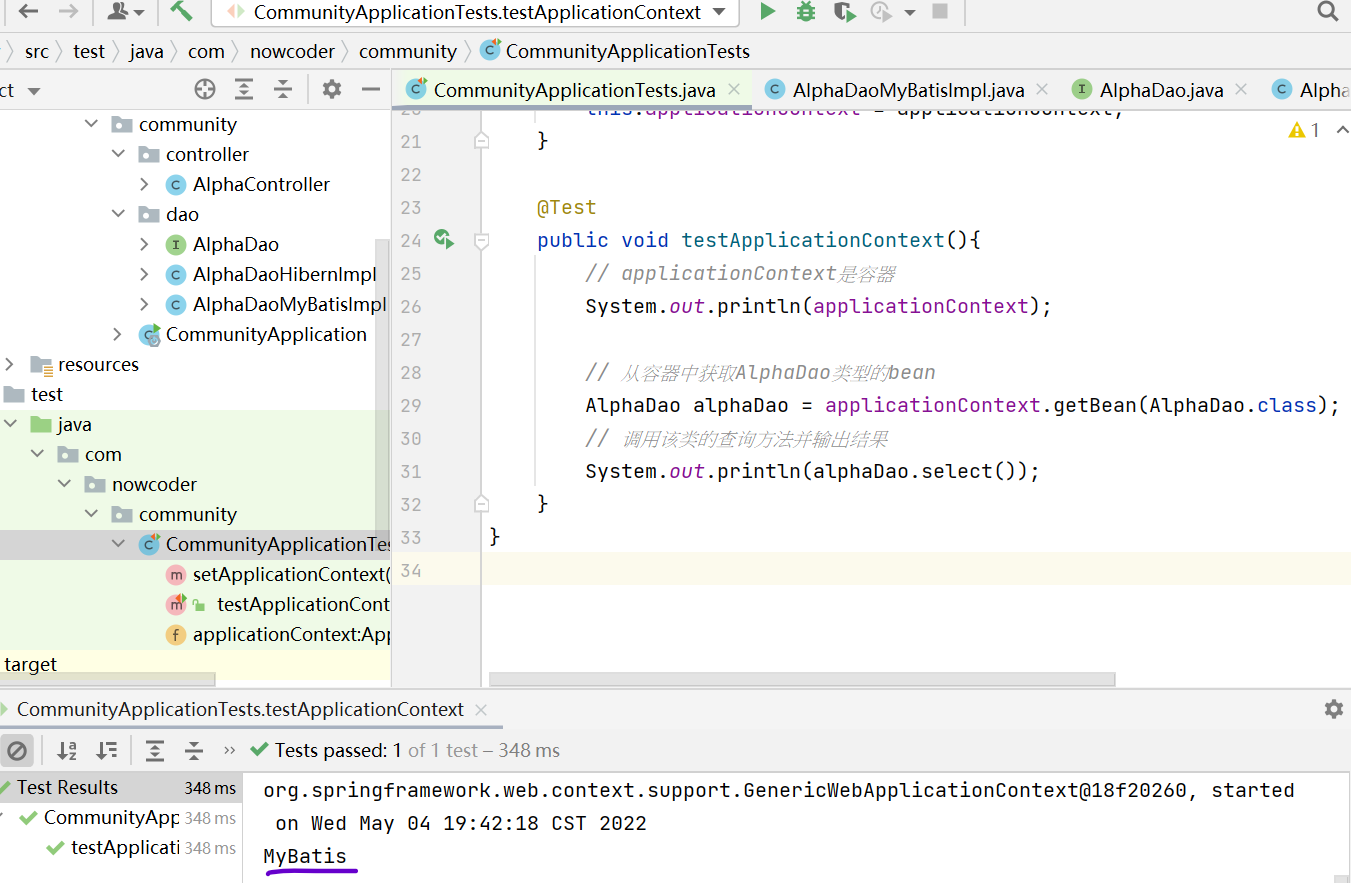 CommunityApplicationTests.testApplicationContext
src test java com nowcoder community CommunityApplicationTests
ct
CommunityApplicationTests.java AlphaDaoMyBatisImpl.java AlphaDao.java Alpha
community
controller
AlphaController
dao
AlphaDao
AlphaDaoHibernImpl
AlphaDaoMyBatisImpl
CommunityApplication
resources
test
java
com
nowcoder
community
CommunityApplicationTes
setApplicationContext(
testApplicationCont
applicationContext:App
target
1
20 this.applicationContext = applicationContext;
21 }
22
23 @Test
24 public void testApplicationContext(){
25 // applicationContext是容器
26 System.out.println(applicationContext);
27
28 // 从容器中获取AlphaDao类型的bean
29 AlphaDao alphaDao = applicationContext.getBean(AlphaDao.class);
30 // 调用该类的查询方法并输出结果
31 System.out.println(alphaDao.select());
32 }
33 }
34
CommunityApplicationTests.testApplicationContext
Tests passed: 1 of 1 test – 348 ms
Test Results 348 ms
CommunityApp 348 ms
testApplicati 348 ms
org.springframework.web.context.support.GenericWebApplicationContext@18f20260, started
on Wed May 04 19:42:18 CST 2022
MyBatis